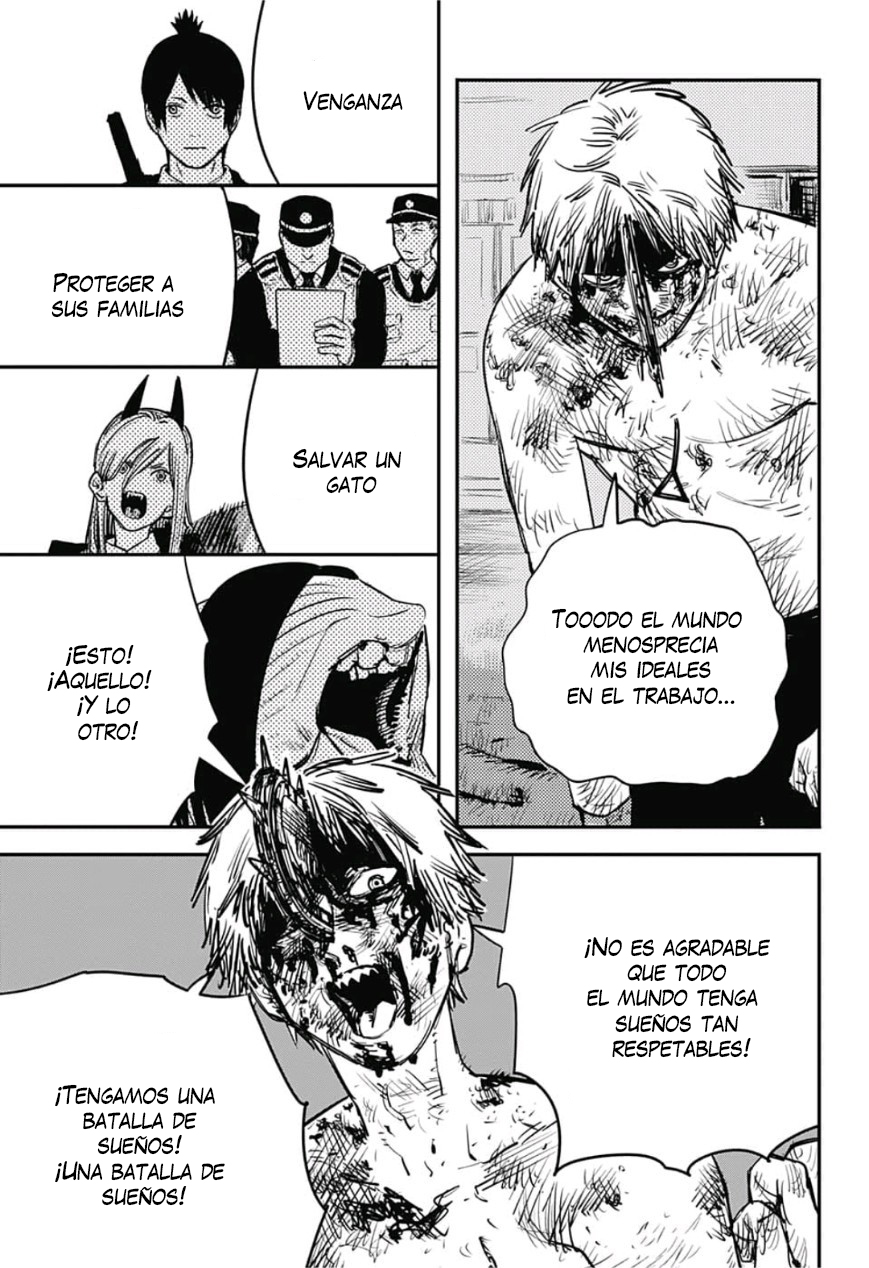 TOOODO EL MUNDO
MENOSPRECIA
MIS IDEALES
EN EL TRABAJO...
VENGANZA
PROTEGER A
SUS FAMILIAS
SALVAR UN
GATO
¡ESTO!
¡AQUELLO!
¡Y LO
OTRO!
¡NO ES AGRADABLE
QUE TODO
EL MUNDO TENGA
SUEÑOS TAN
RESPETABLES!
¡TENGAMOS UNA
BATALLA DE
SUEÑOS!
¡UNA BATALLA DE
SUEÑOS!